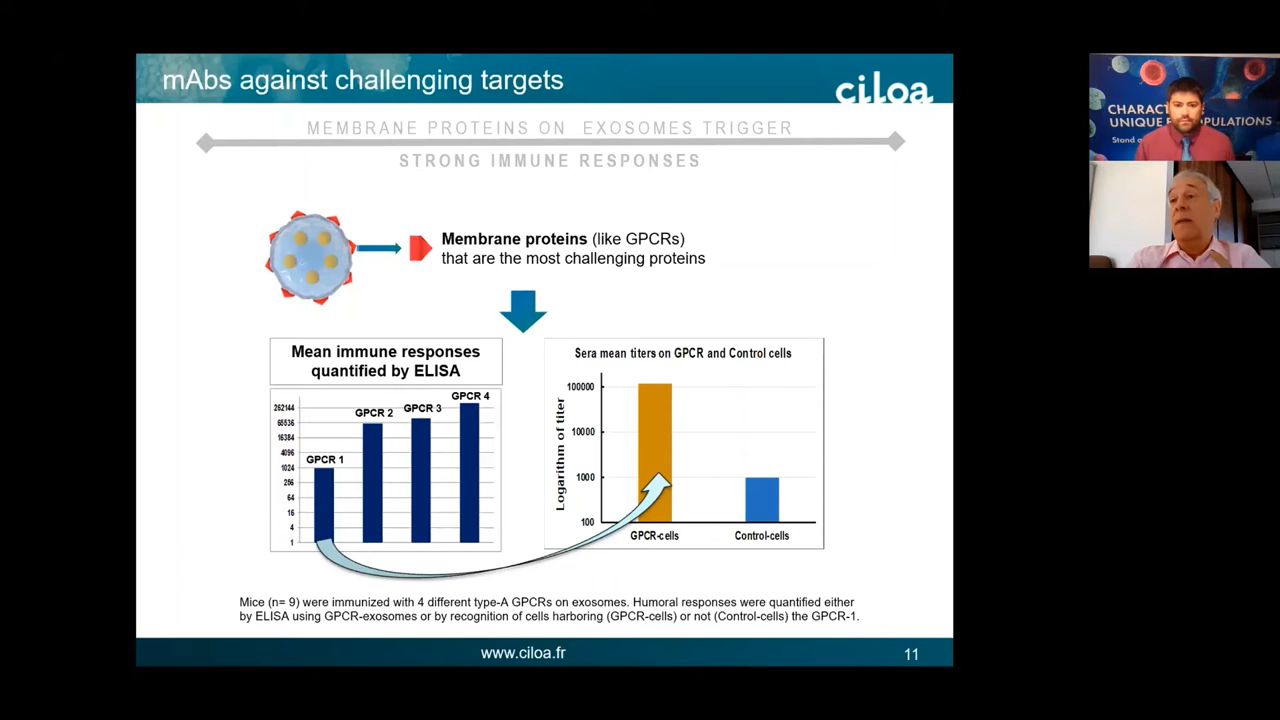 mAbs against challenging targets
ciloa
MEMBRANE PROTEINS ON EXOSOMES TRIGGER
STRONG IMMUNE RESPONSES
Membrane proteins (like GPCRs)
that are the most challenging proteins
Mean immune responses
quantified by ELISA
GPCR 4
GPCR 3
GPCR 2
GPCR 1
262144
65536
16384
4096
1024
256
64
16
4
1
Sera mean titers on GPCR and Control cells
Logarithm of titer
100000
10000
1000
100
GPCR-cells
Control-cells
Mice (n= 9) were immunized with 4 different type-A GPCRs on exosomes. Humoral responses were quantified either
by ELISA using GPCR-exosomes or by recognition of cells harboring (GPCR-cells) or not (Control-cells) the GPCR-1.
www.ciloa.fr
11
CHARACT
UNIQUE POPULATIONS
Stand